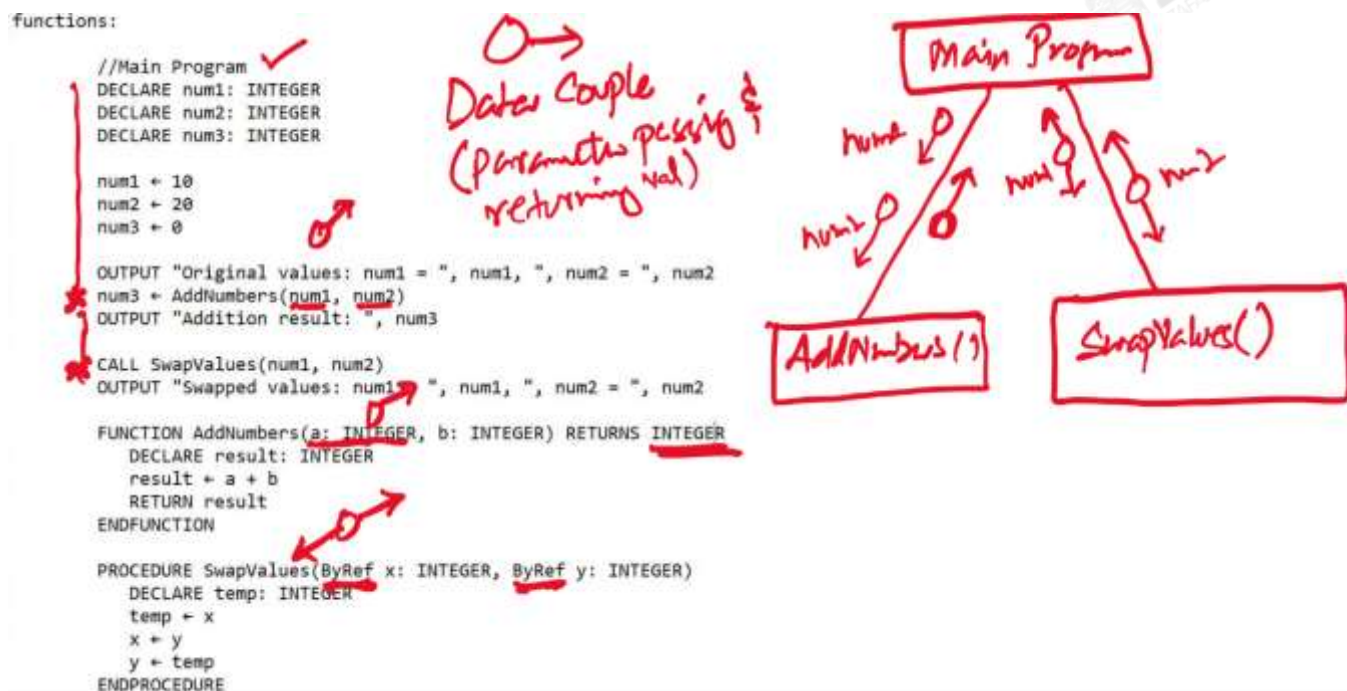 functions:
//Main Program
DECLARE num1: INTEGER
DECLARE num2: INTEGER
DECLARE num3: INTEGER
num1 ← 10
num2 ← 20
num3 ← 0
OUTPUT "Original values: num1 = ", num1, ", num2 = ", num2
num3 ← AddNumbers(num1, num2)
OUTPUT "Addition result: ", num3
CALL SwapValues(num1, num2)
OUTPUT "Swapped values: num1 ", num1, ", num2 = ", num2
FUNCTION AddNumbers(a: INTEGER, b: INTEGER) RETURNS INTEGER
DECLARE result: INTEGER
result ← a + b
RETURN result
ENDFUNCTION
PROCEDURE SwapValues(ByRef x: INTEGER, ByRef y: INTEGER)
DECLARE temp: INTEGER
temp ← x
x ← y
y ← temp
ENDPROCEDURE
Data Couple
(parameter passing &
returning val)
Main Program
num2
num1
num2
AddNumbers()
SwapValues()